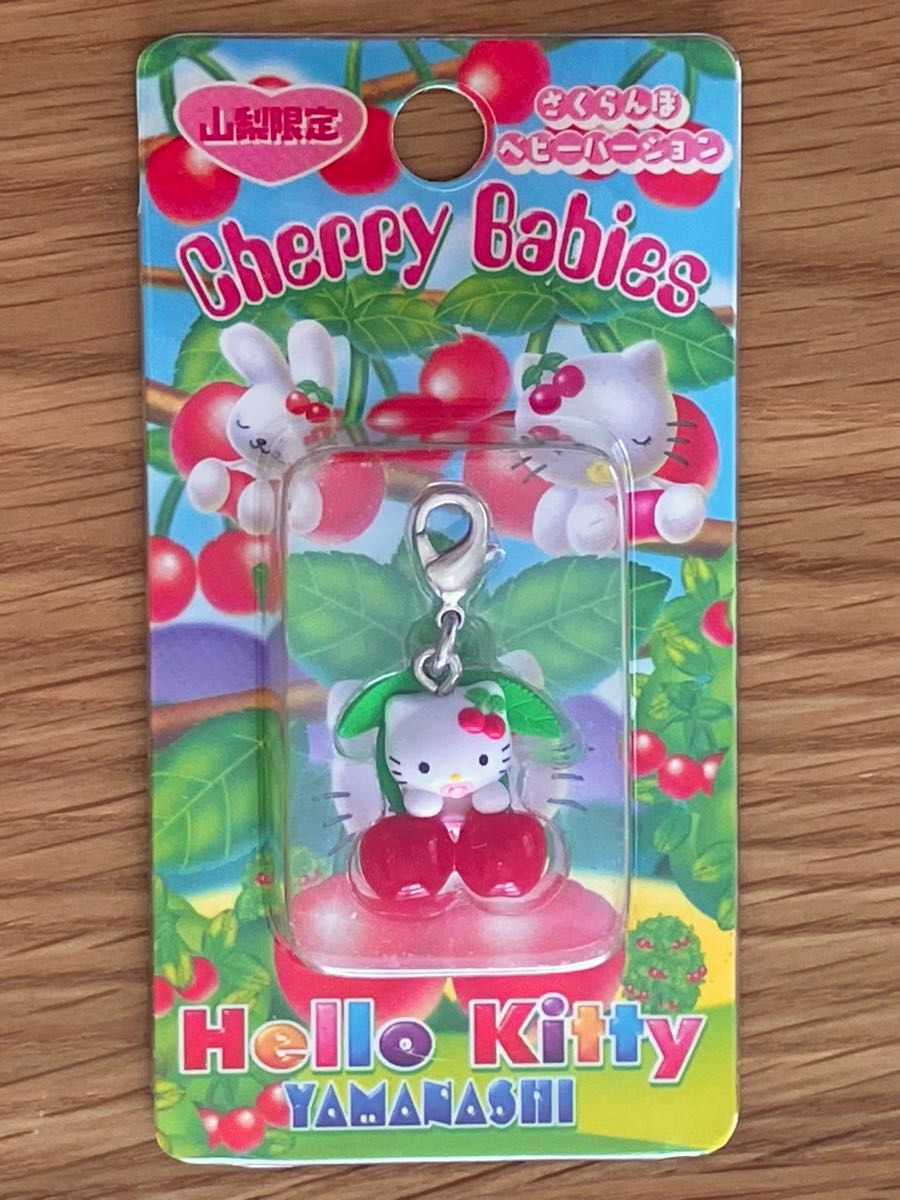 山梨限定
さくらんぼ
ベビーバージョン
Cherry Babies
Hello Kitty
YAMANASHI